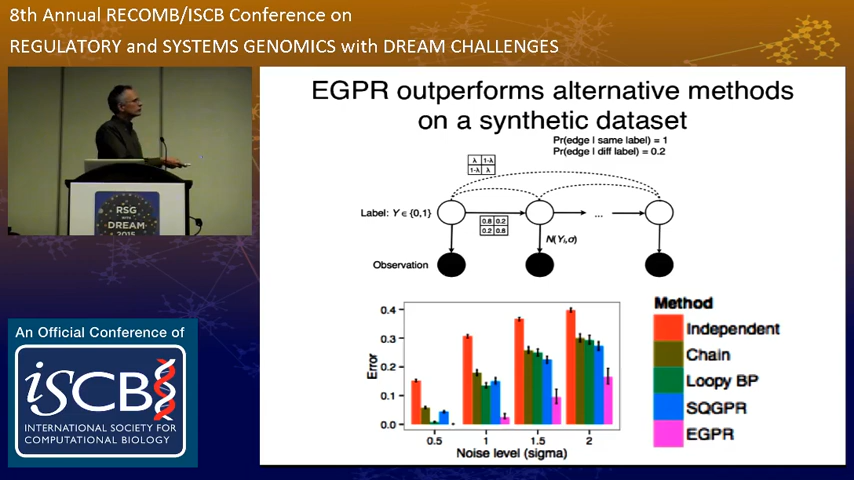 8th Annual RECOMB/ISCB Conference on
REGULATORY and SYSTEMS GENOMICS with DREAM CHALLENGES
EGPR outperforms alternative methods
on a synthetic dataset
Pr(edge | same label) = 1
Pr(edge | diff label) = 0.2
λ 1-λ
1-λ λ
Label: Y ∈ {0,1}
...
0.8 0.2
0.2 0.8
N(Yᵢ,σ)
Observation
RSG
with
DREAM
2015
An Official Conference of
ISCB
INTERNATIONAL SOCIETY FOR
COMPUTATIONAL BIOLOGY
Error
0.4
0.3
0.2
0.1
0.0
0.5 1 1.5 2
Noise level (sigma)
Method
Independent
Chain
Loopy BP
SQGPR
EGPR